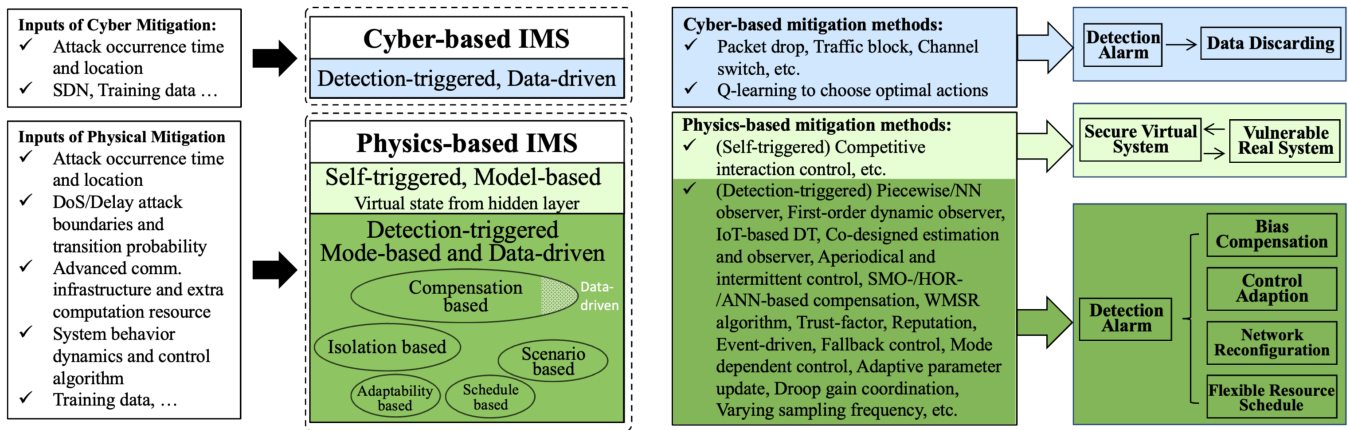 Inputs of Cyber Mitigation:
✓ Attack occurrence time
and location
✓ SDN, Training data …
Cyber-based IMS
Detection-triggered, Data-driven
Inputs of Physical Mitigation
✓ Attack occurrence time
and location
✓ DoS/Delay attack
boundaries and
transition probability
✓ Advanced comm.
infrastructure and extra
computation resource
✓ System behavior
dynamics and control
algorithm
✓ Training data, …
Physics-based IMS
Self-triggered, Model-based
Virtual state from hidden layer
Detection-triggered
Mode-based and Data-driven
Compensation
based
Data-
driven
Isolation based
Scenario
based
Adaptability
based
Schedule
based
Cyber-based mitigation methods:
✓ Packet drop, Traffic block, Channel
switch, etc.
✓ Q-learning to choose optimal actions
Detection
Alarm
Data Discarding
Physics-based mitigation methods:
✓ (Self-triggered) Competitive
interaction control, etc.
✓ (Detection-triggered) Piecewise/NN
observer, First-order dynamic observer,
IoT-based DT, Co-designed estimation
and observer, Aperiodical and
intermittent control, SMO-/HOR-
/ANN-based compensation, WMSR
algorithm, Trust-factor, Reputation,
Event-driven, Fallback control, Mode
dependent control, Adaptive parameter
update, Droop gain coordination,
Varying sampling frequency, etc.
Secure Virtual
System
Vulnerable
Real System
Detection
Alarm
Bias
Compensation
Control
Adaption
Network
Reconfiguration
Flexible Resource
Schedule